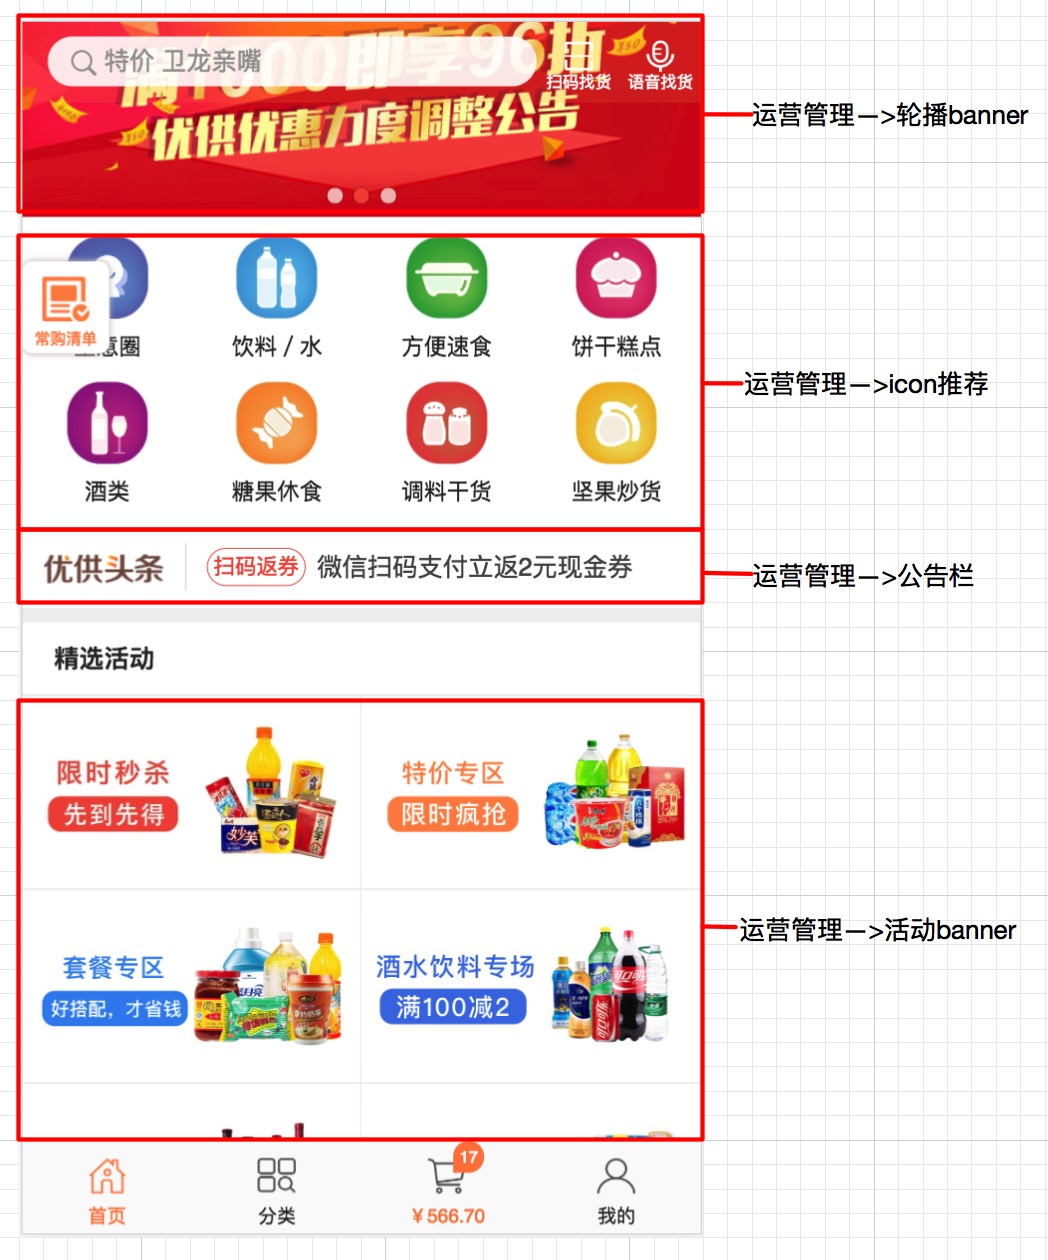 特价 卫龙亲嘴
扫码找货
语音找货
满1000即享96折
优供优惠力度调整公告
运营管理—>轮播banner
常购清单
意圈
饮料 / 水
方便速食
饼干糕点
运营管理—>icon推荐
酒类
糖果休食
调料干货
坚果炒货
优供头条
扫码返券
微信扫码支付立返2元现金券
运营管理—>公告栏
精选活动
限时秒杀
先到先得
特价专区
限时疯抢
套餐专区
好搭配，才省钱
酒水饮料专场
满100减2
运营管理—>活动banner
17
首页
分类
¥ 566.70
我的